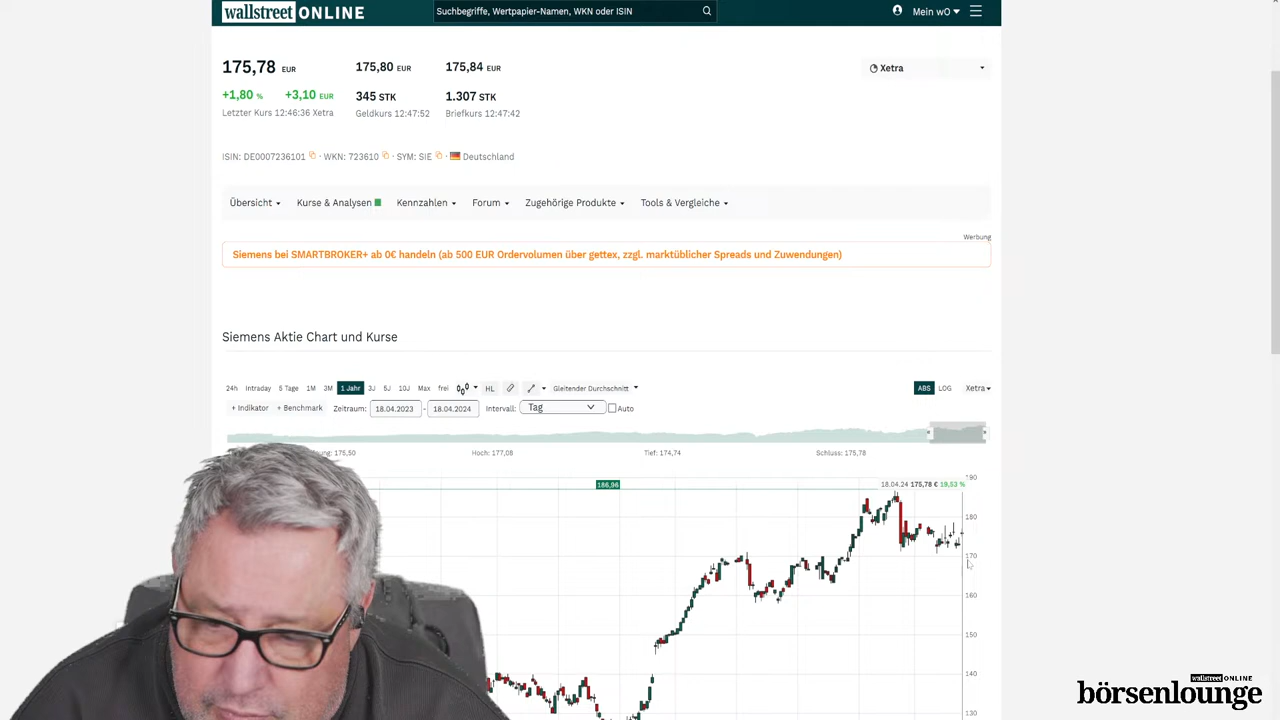 wallstreet ONLINE
Suchbegriffe, Wertpapier-Namen, WKN oder ISIN
Mein wO
175,78 EUR
175,80 EUR
175,84 EUR
Xetra
+1,80 %
+3,10 EUR
345 STK
1.307 STK
Letzter Kurs 12:46:36 Xetra
Geldkurs 12:47:52
Briefkurs 12:47:42
ISIN: DE0007236101 · WKN: 723610 · SYM: SIE · Deutschland
Übersicht
Kurse & Analysen
Kennzahlen
Forum
Zugehörige Produkte
Tools & Vergleiche
Werbung
Siemens bei SMARTBROKER+ ab 0€ handeln (ab 500 EUR Ordervolumen über gettex, zzgl. marktüblicher Spreads und Zuwendungen)
Siemens Aktie Chart und Kurse
24h Intraday 5 Tage 1M 3M 1 Jahr 3J 5J 10J Max frei HL Gleitender Durchschnitt ABS LOG Xetra
+ Indikator + Benchmark Zeitraum: 18.04.2023 - 18.04.2024 Intervall: Tag Auto
175,50
Hoch: 177,08
Tief: 174,74
Schluss: 175,78
186,96
18.04.24 175,78 € 19,53 %
190
180
170
160
150
140
130
wallstreet ONLINE
börsenlounge